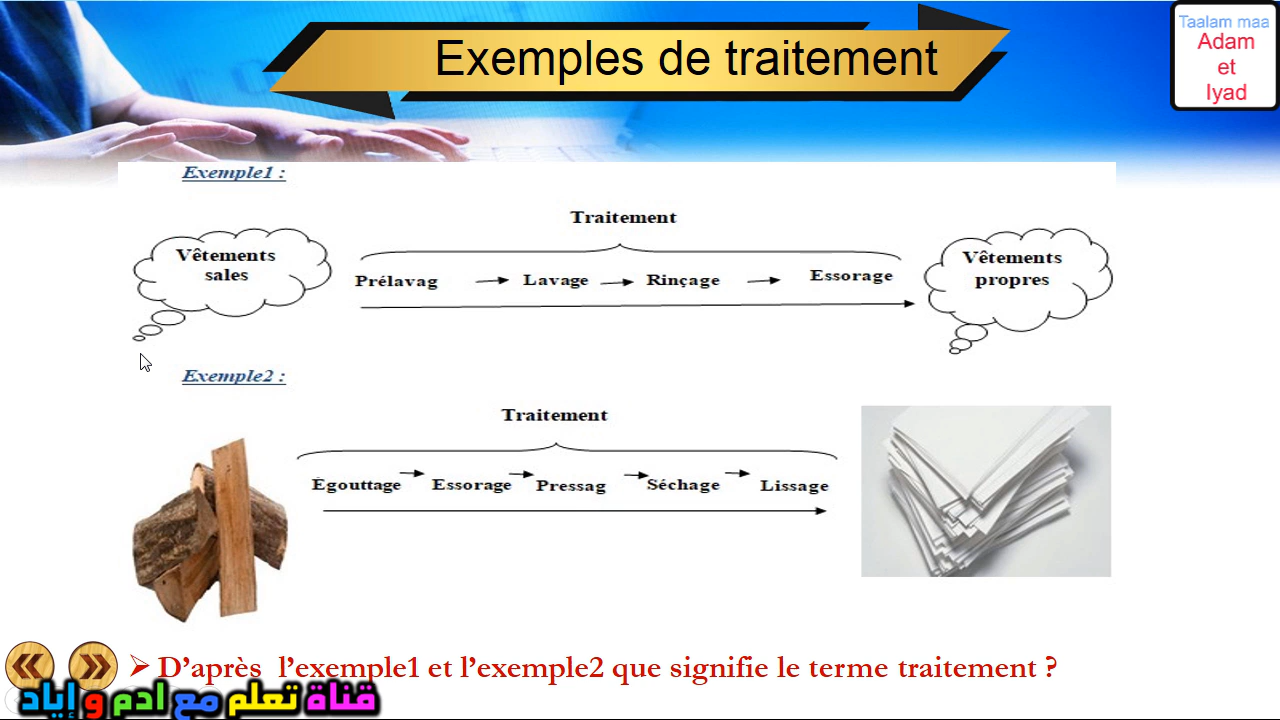 Exemples de traitement
Taalam maa
Adam
et
Iyad
Exemple1 :
Traitement
Vêtements
sales
Prélavag
Lavage
Rinçage
Essorage
Vêtements
propres
Exemple2 :
Traitement
Égouttage
Essorage
Pressag
Séchage
Lissage
D’après l’exemple1 et l’exemple2 que signifie le terme traitement ?
قناة تعلم مع ادم و إياد